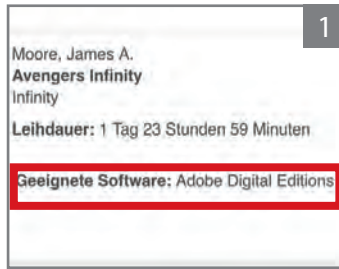 1
Moore, James A.
Avengers Infinity
Infinity
Leihdauer: 1 Tag 23 Stunden 59 Minuten
Geeignete Software: Adobe Digital Editions